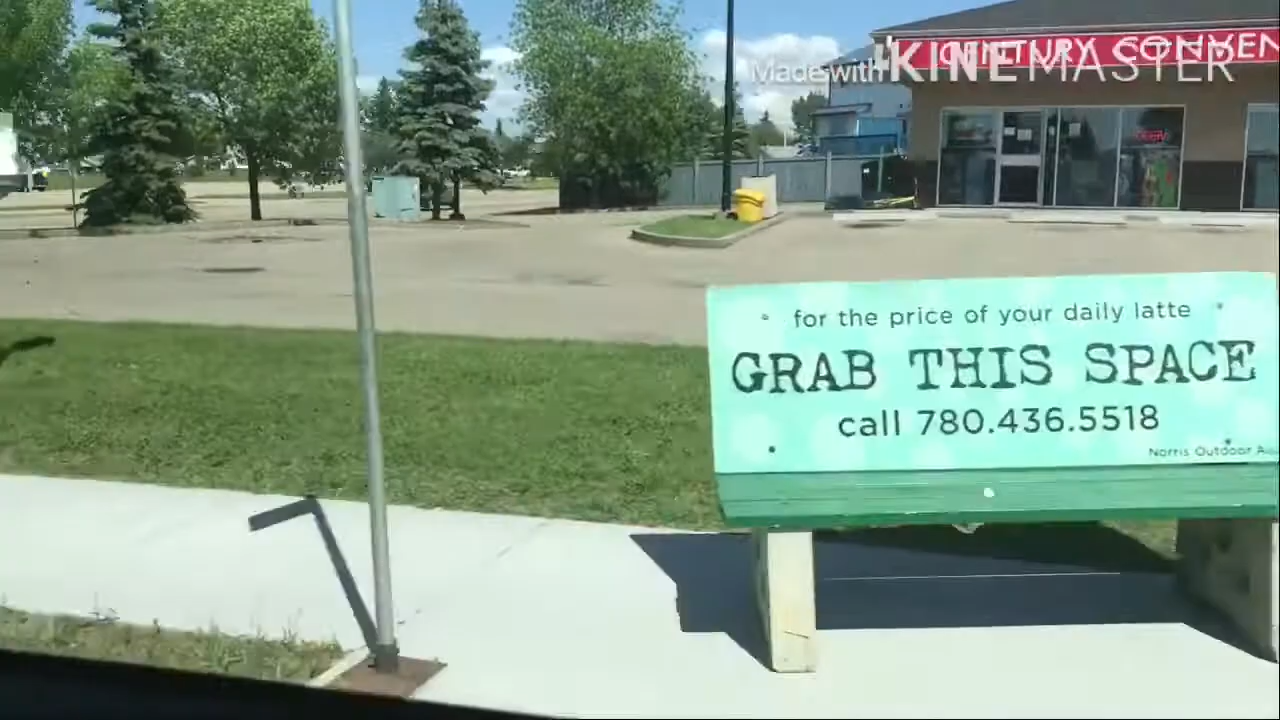 CENTURY CONVEN
Made with KINEMASTER
OPEN
for the price of your daily latte
GRAB THIS SPACE
call 780.436.5518
Norris Outdoor